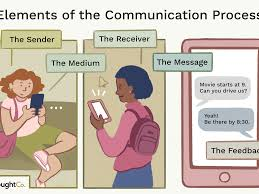 Elements of the Communication Process
The Sender
The Receiver
The Medium
The Message
Movie starts at 9.
Can you drive us?
Yeah!
Be there by 8:30.
The Feedback
oughtCo.